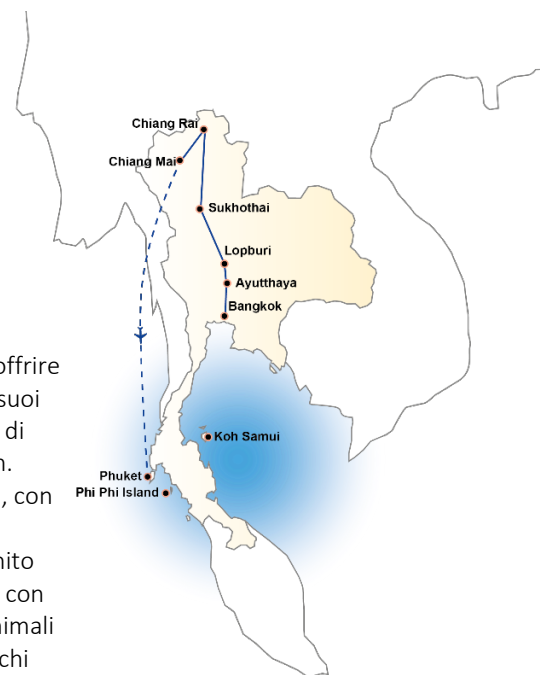 Chiang Rai
Chiang Mai
Sukhothai
Lopburi
Ayutthaya
Bangkok
Koh Samui
Phuket
Phi Phi Island
offrire
suoi
di
, con
nito
con
nimali
chi